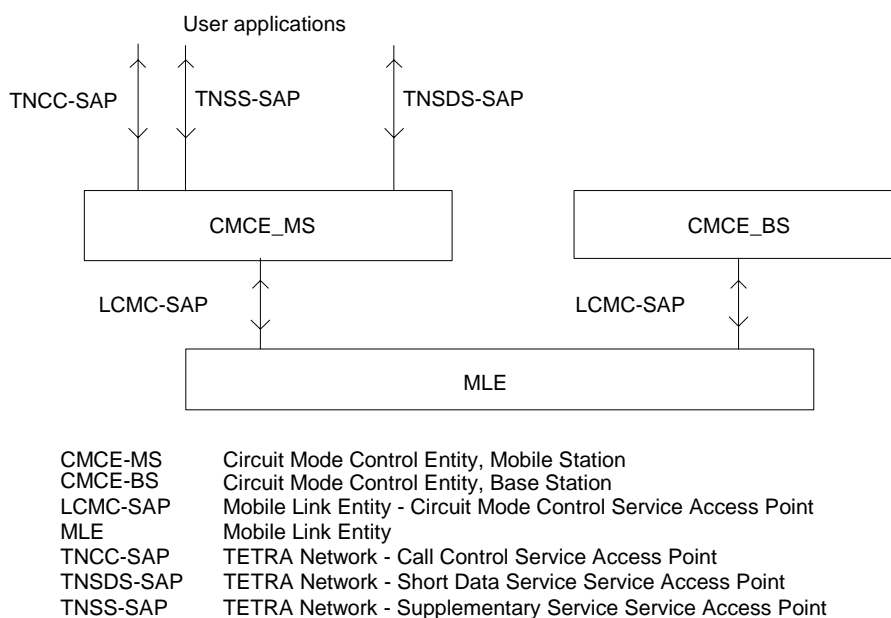 User applications
TNCC-SAP TNSS-SAP TNSDS-SAP
CMCE_MS CMCE_BS
LCMC-SAP LCMC-SAP
MLE
CMCE-MS Circuit Mode Control Entity, Mobile Station
CMCE-BS Circuit Mode Control Entity, Base Station
LCMC-SAP Mobile Link Entity - Circuit Mode Control Service Access Point
MLE Mobile Link Entity
TNCC-SAP TETRA Network - Call Control Service Access Point
TNSDS-SAP TETRA Network - Short Data Service Service Access Point
TNSS-SAP TETRA Network - Supplementary Service Service Access Point